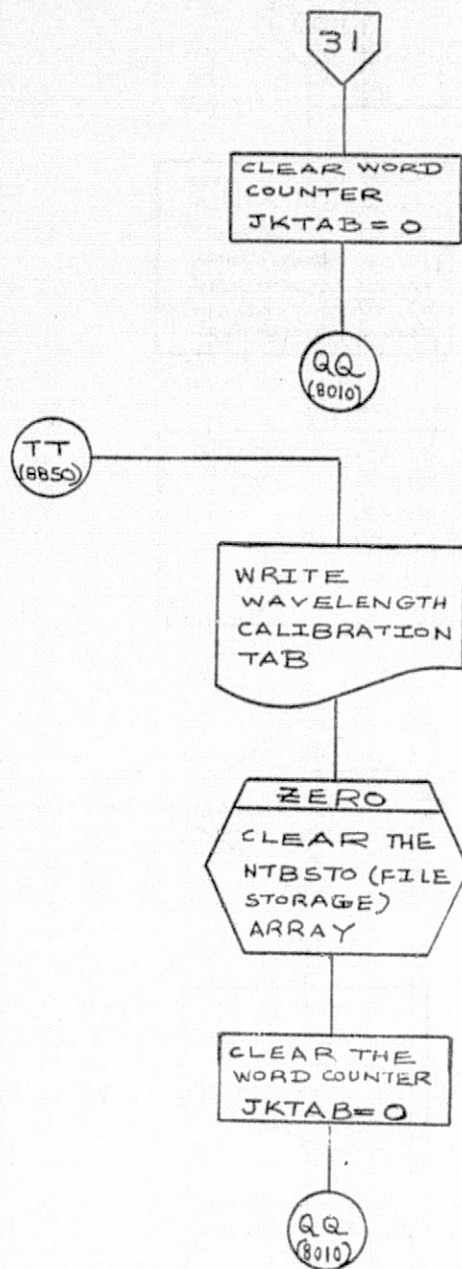 31
CLEAR WORD
COUNTER
JKTAB = 0
QQ
(8010)
TT
(8850)
WRITE
WAVELENGTH
CALIBRATION
TAB
ZERO
CLEAR THE
NTBSTO (FILE
STORAGE)
ARRAY
CLEAR THE
WORD COUNTER
JKTAB=0
QQ
(8010)